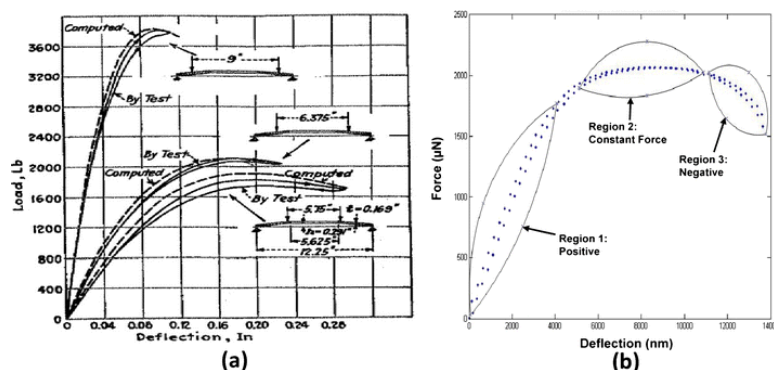 3600
3200
2800
2400
2000
1600
1200
800
400
0
Load, Lb
0 0.04 0.08 0.12 0.16 0.20 0.24 0.28
Deflection, In
Computed
By Test
9"
6.375"
By Test
Computed
Computed
By Test
5.75" t=0.169"
5.625"
12.25"
(a)
2500
2000
1500
1000
500
0
Force (µN)
0 2000 4000 6000 8000 10000 12000 1400
Deflection (nm)
Region 1:
Positive
Region 2:
Constant Force
Region 3:
Negative
(b)